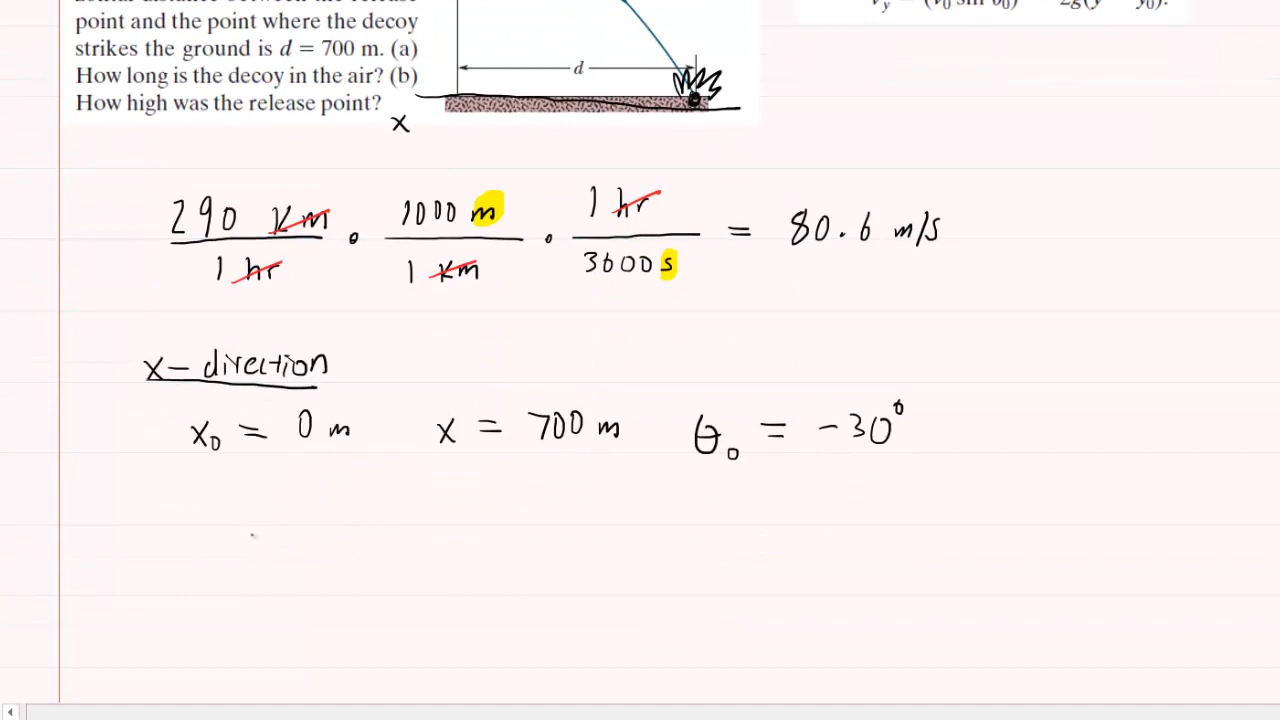 point and the point where the decoy
strikes the ground is d = 700 m. (a)
How long is the decoy in the air? (b)
How high was the release point?
d
x
290 km / 1 hr · 1000 m / 1 km · 1 hr / 3600 s = 80.6 m/s
x- direction
x₀ = 0 m x = 700 m θ₀ = -30°